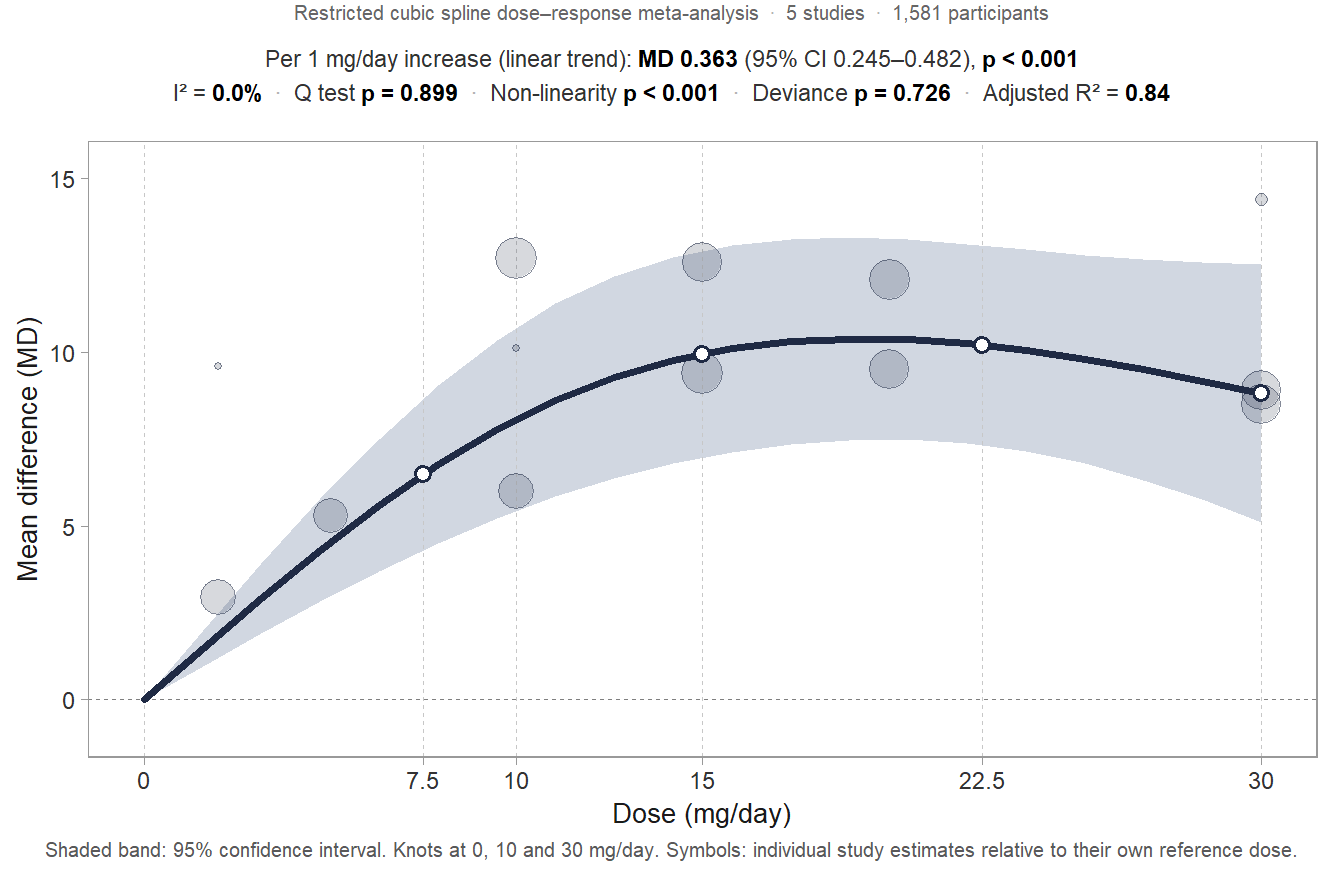 Restricted cubic spline dose–response meta-analysis · 5 studies · 1,581 participants
Per 1 mg/day increase (linear trend): MD 0.363 (95% CI 0.245–0.482), p < 0.001
I² = 0.0% · Q test p = 0.899 · Non-linearity p < 0.001 · Deviance p = 0.726 · Adjusted R² = 0.84
15
10
5
0
Mean difference (MD)
0 7.5 10 15 22.5 30
Dose (mg/day)
Shaded band: 95% confidence interval. Knots at 0, 10 and 30 mg/day. Symbols: individual study estimates relative to their own reference dose.